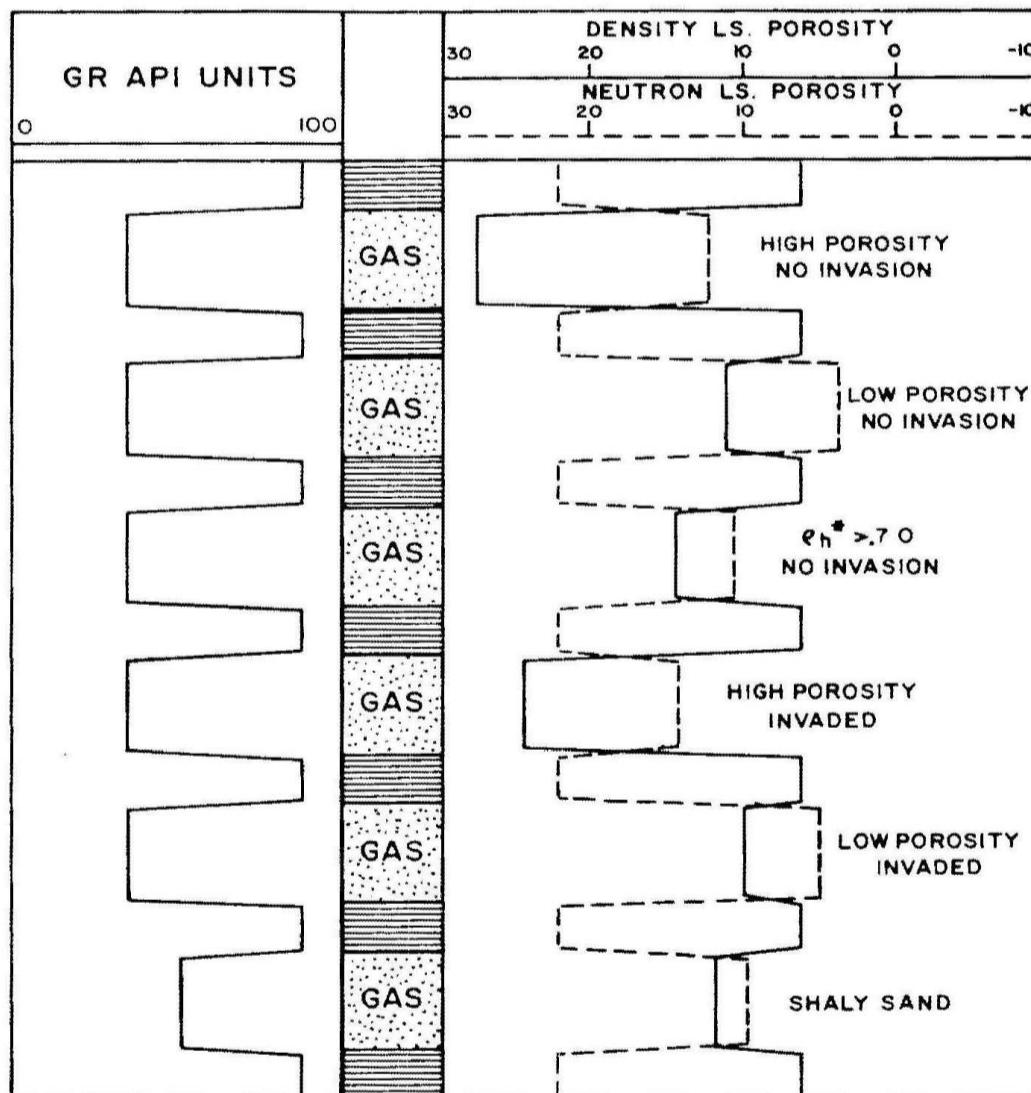 DENSITY LS. POROSITY
30 20 10 0 -10
GR API UNITS
NEUTRON LS. POROSITY
30 20 10 0 -10
0 100
GAS
HIGH POROSITY
NO INVASION
GAS
LOW POROSITY
NO INVASION
GAS
ρh* >.70
NO INVASION
GAS
HIGH POROSITY
INVADED
GAS
LOW POROSITY
INVADED
GAS
SHALY SAND